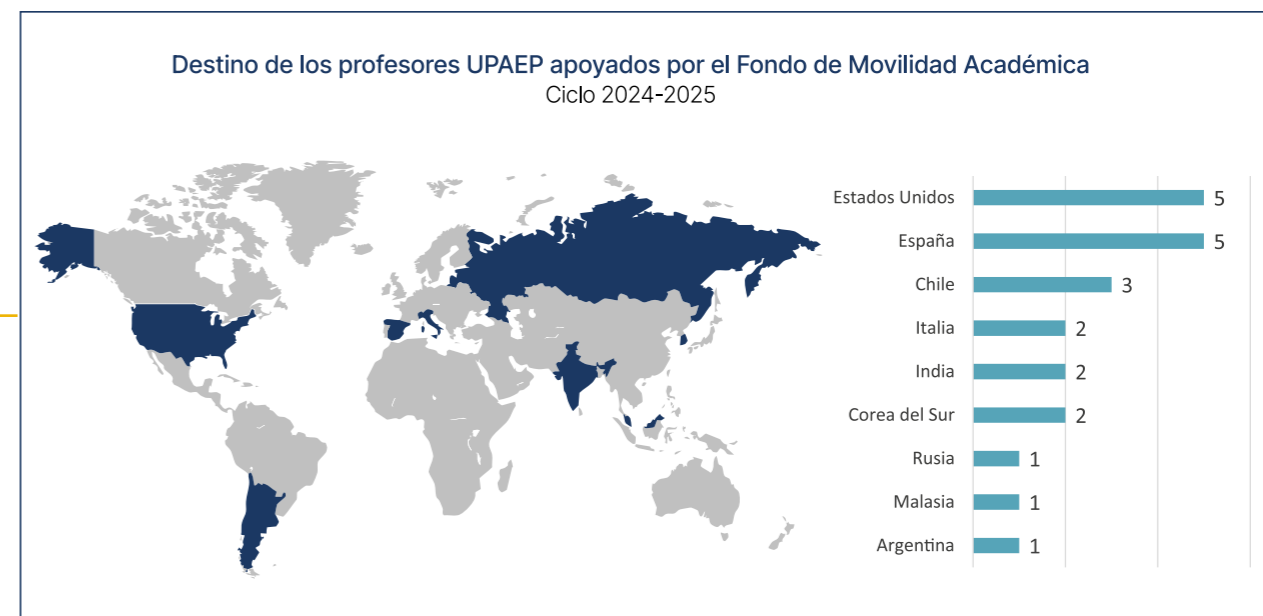 Destino de los profesores UPAEP apoyados por el Fondo de Movilidad Académica
Ciclo 2024-2025
Estados Unidos 5
España 5
Chile 3
Italia 2
India 2
Corea del Sur 2
Rusia 1
Malasia 1
Argentina 1